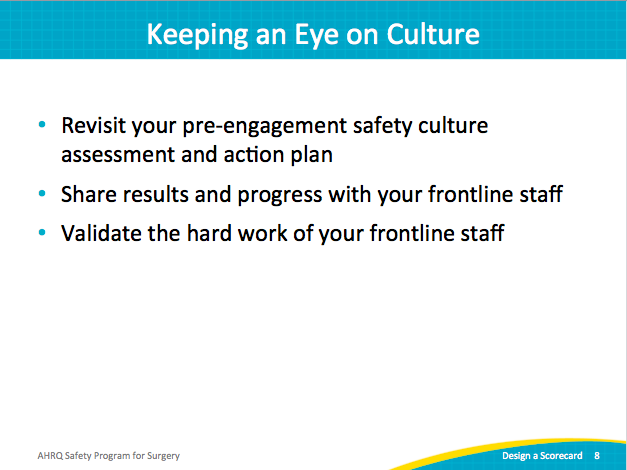 Keeping an Eye on Culture
• Revisit your pre-engagement safety culture
assessment and action plan
• Share results and progress with your frontline staff
• Validate the hard work of your frontline staff
AHRQ Safety Program for Surgery
Design a Scorecard 8